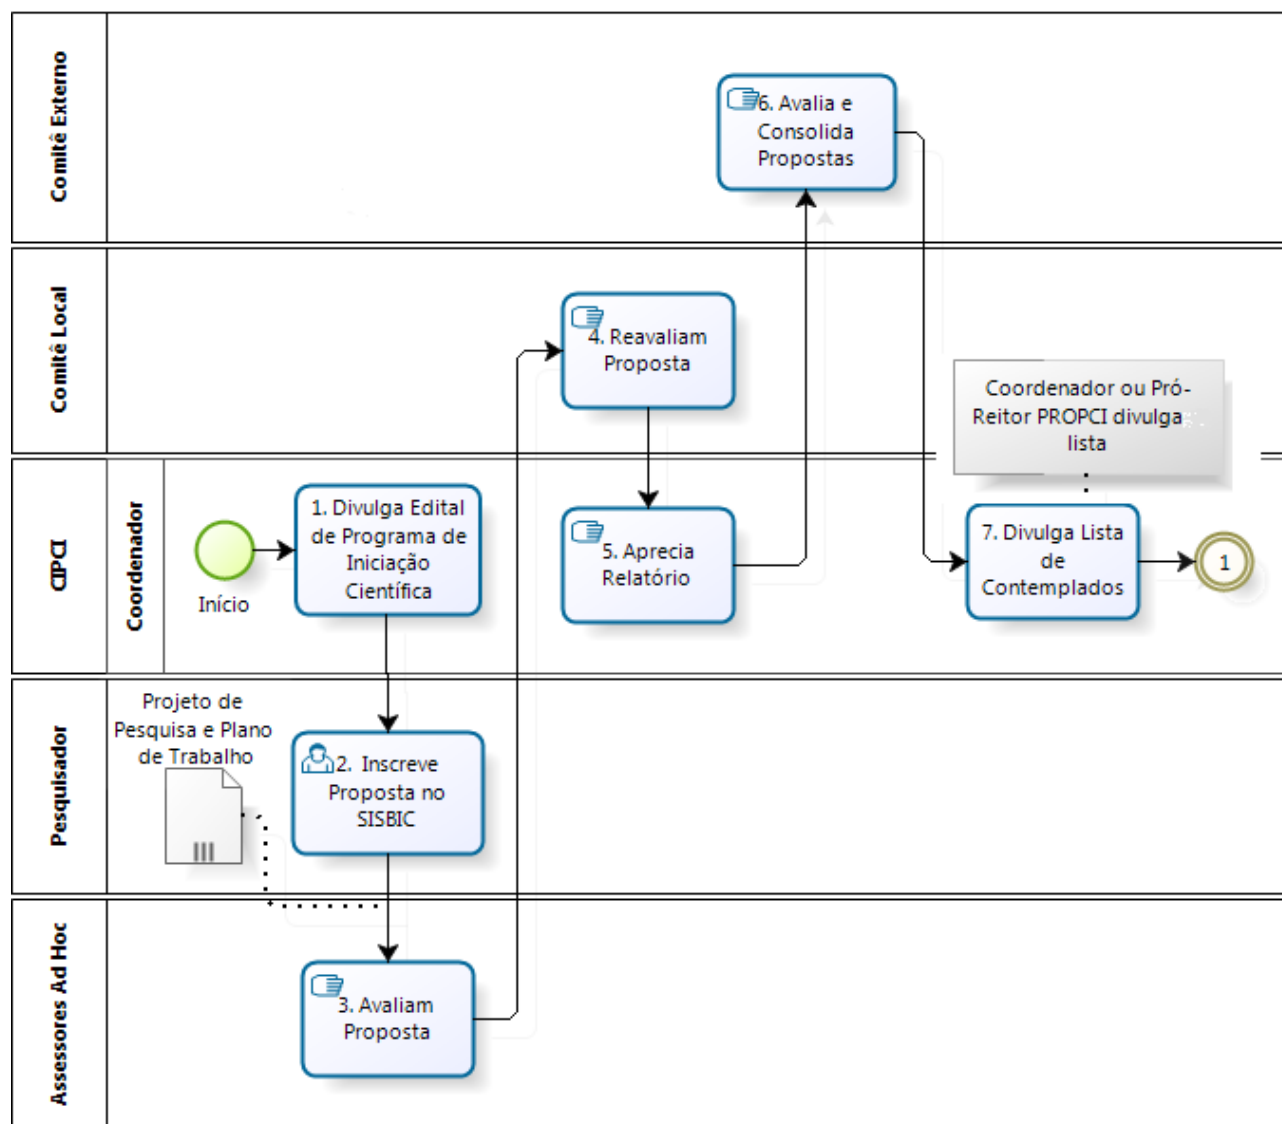 Comitê Externo
6. Avalia e
Consolida
Propostas
Comitê Local
4. Reavaliam
Proposta
Coordenador ou Pró-
Reitor PROPCI divulga
lista
CIPCI
Coordenador
Início
1. Divulga Edital
de Programa de
Iniciação
Científica
5. Aprecia
Relatório
7. Divulga Lista
de
Contemplados
1
Pesquisador
Projeto de
Pesquisa e Plano
de Trabalho
2. Inscreve
Proposta no
SISBIC
Assessores Ad Hoc
3. Avaliam
Proposta